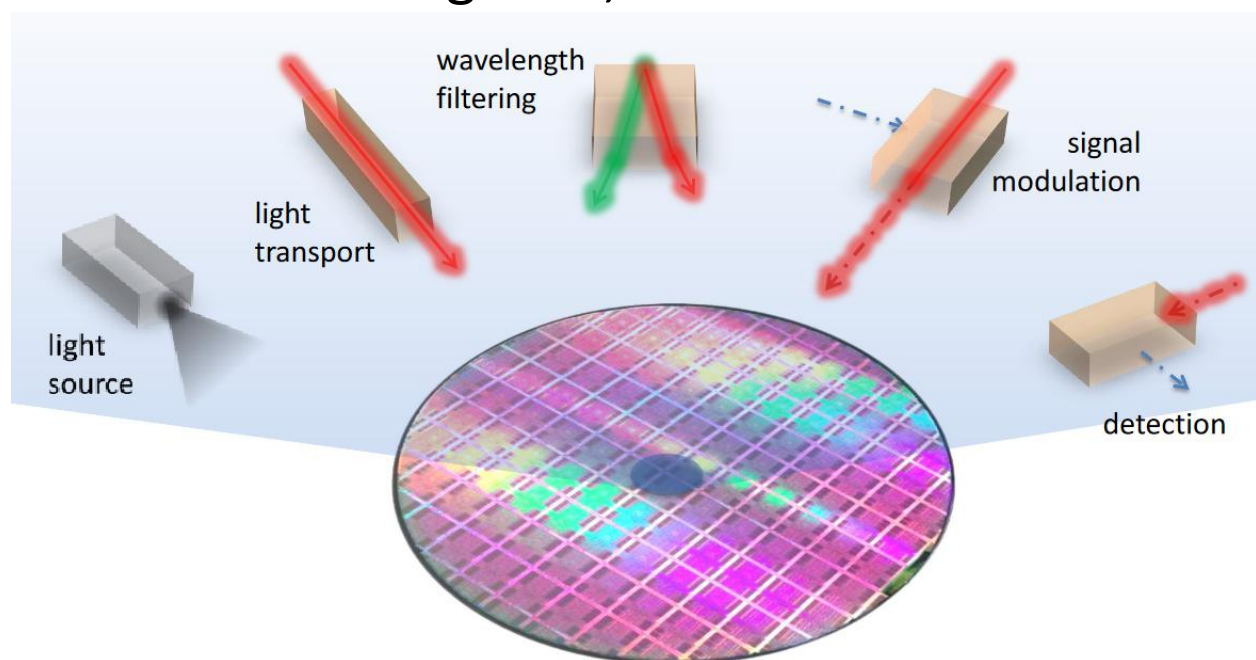 light
source
light
transport
wavelength
filtering
signal
modulation
detection